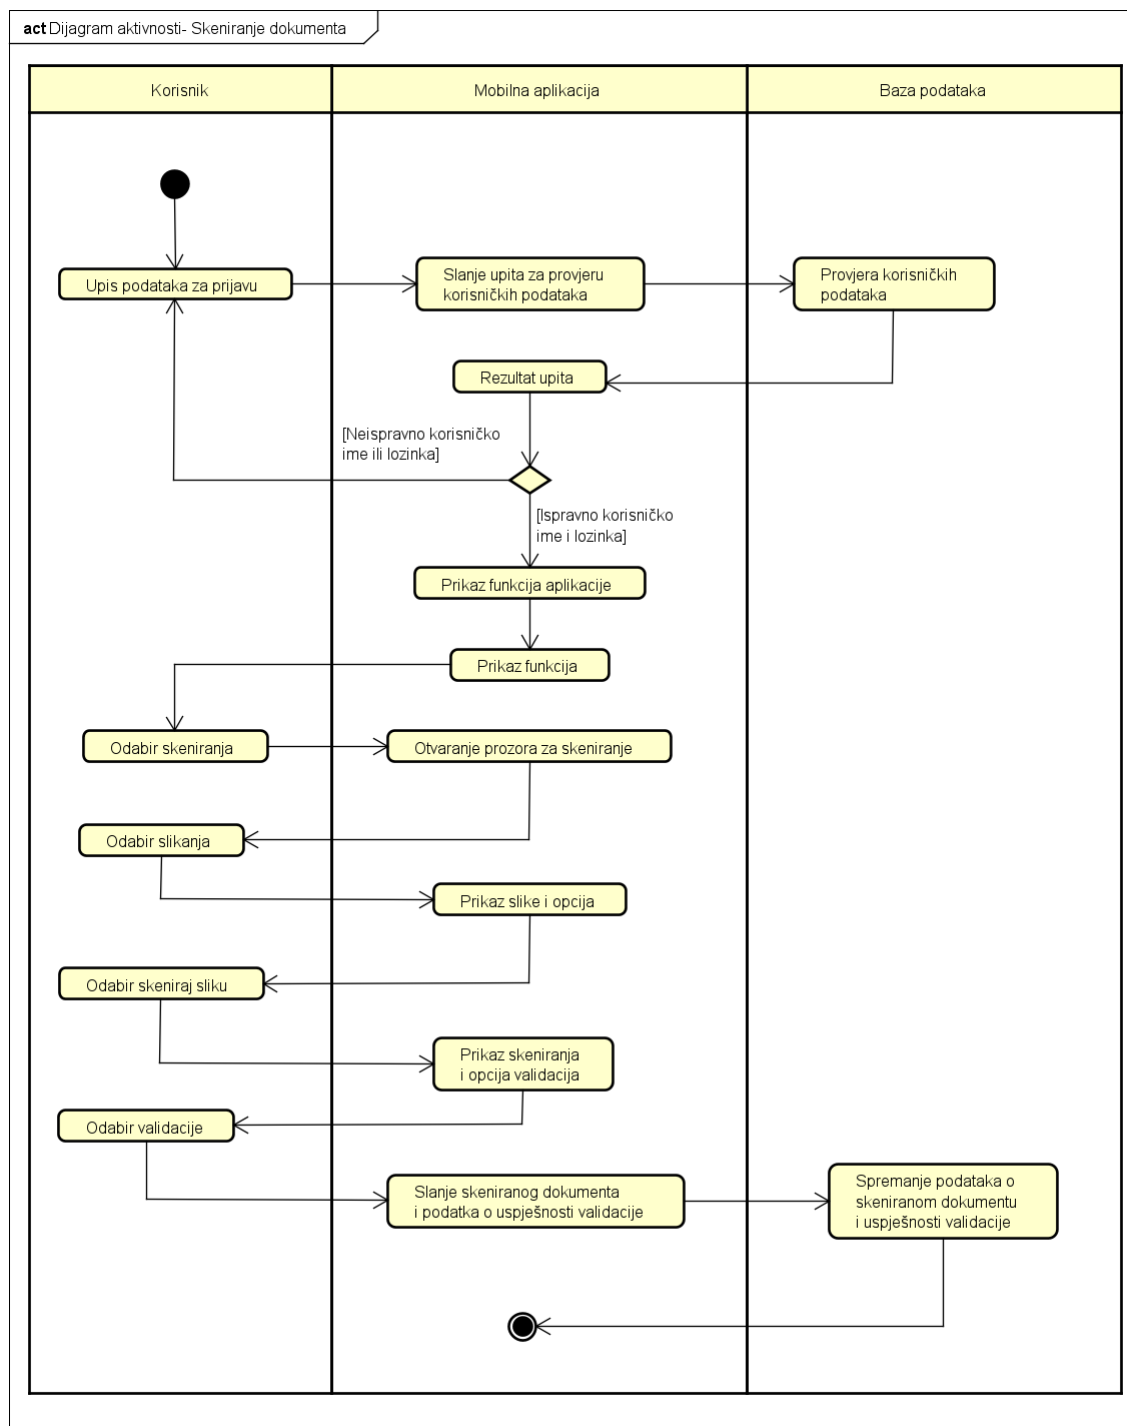 act Dijagram aktivnosti- Skeniranje dokumenta
Korisnik
Mobilna aplikacija
Baza podataka
Upis podataka za prijavu
Slanje upita za provjeru
korisničkih podataka
Provjera korisničkih
podataka
Rezultat upita
[Neispravno korisničko
ime ili lozinka]
[Ispravno korisničko
ime i lozinka]
Prikaz funkcija aplikacije
Prikaz funkcija
Odabir skeniranja
Otvaranje prozora za skeniranje
Odabir slikanja
Prikaz slike i opcija
Odabir skeniraj sliku
Prikaz skeniranja
i opcija validacija
Odabir validacije
Slanje skeniranog dokumenta
i podatka o uspješnosti validacije
Spremanje podataka o
skeniranom dokumentu
i uspješnosti validacije